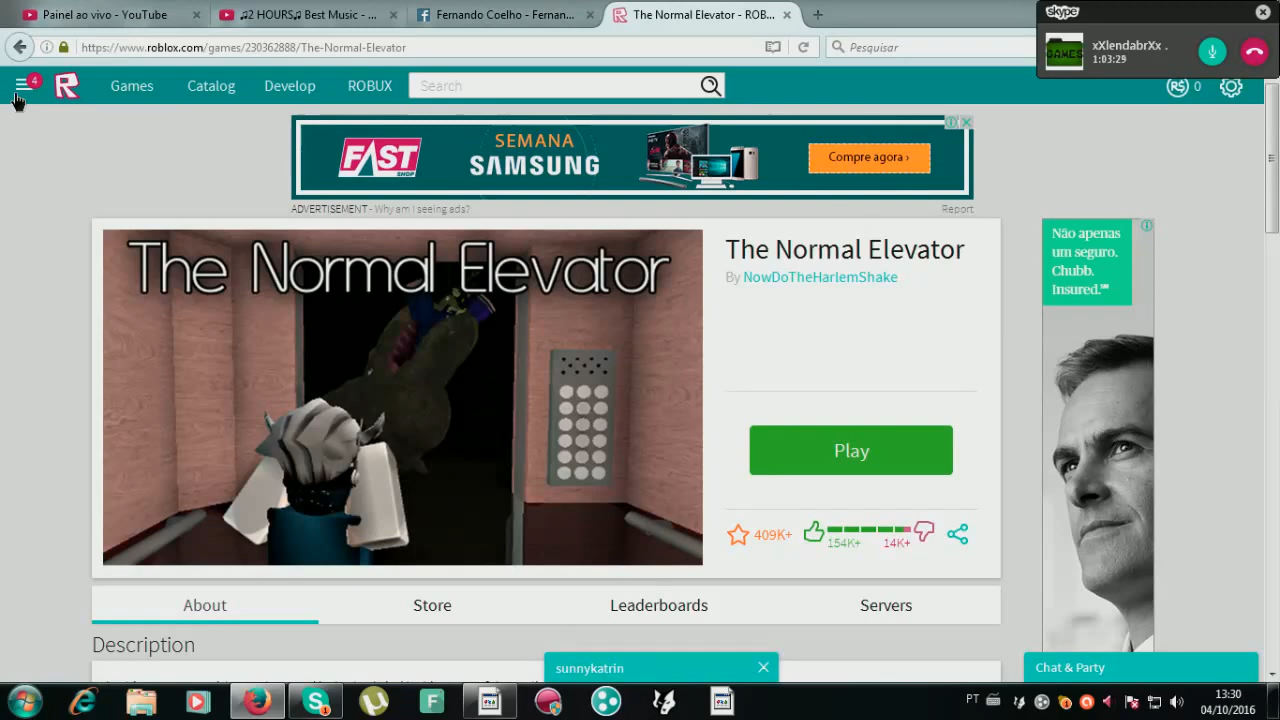 Painel ao vivo - YouTube
♫2 HOURS♫ Best Music - ...
Fernando Coelho - Fernan...
The Normal Elevator - ROB...
skype
xXlendabrXx .
1:03:29
GAMES
https://www.roblox.com/games/230362888/The-Normal-Elevator
Pesquisar
4
R
Games
Catalog
Develop
ROBUX
Search
R$ 0
FAST
SHOP
SEMANA
SAMSUNG
Compre agora ›
ADVERTISEMENT - Why am I seeing ads?
Report
The Normal Elevator
The Normal Elevator
By NowDoTheHarlemShake
Play
409K+
154K+
14K+
Não apenas
um seguro.
Chubb.
Insured.℠
About
Store
Leaderboards
Servers
Description
sunnykatrin
Chat & Party
PT
13:30
04/10/2016